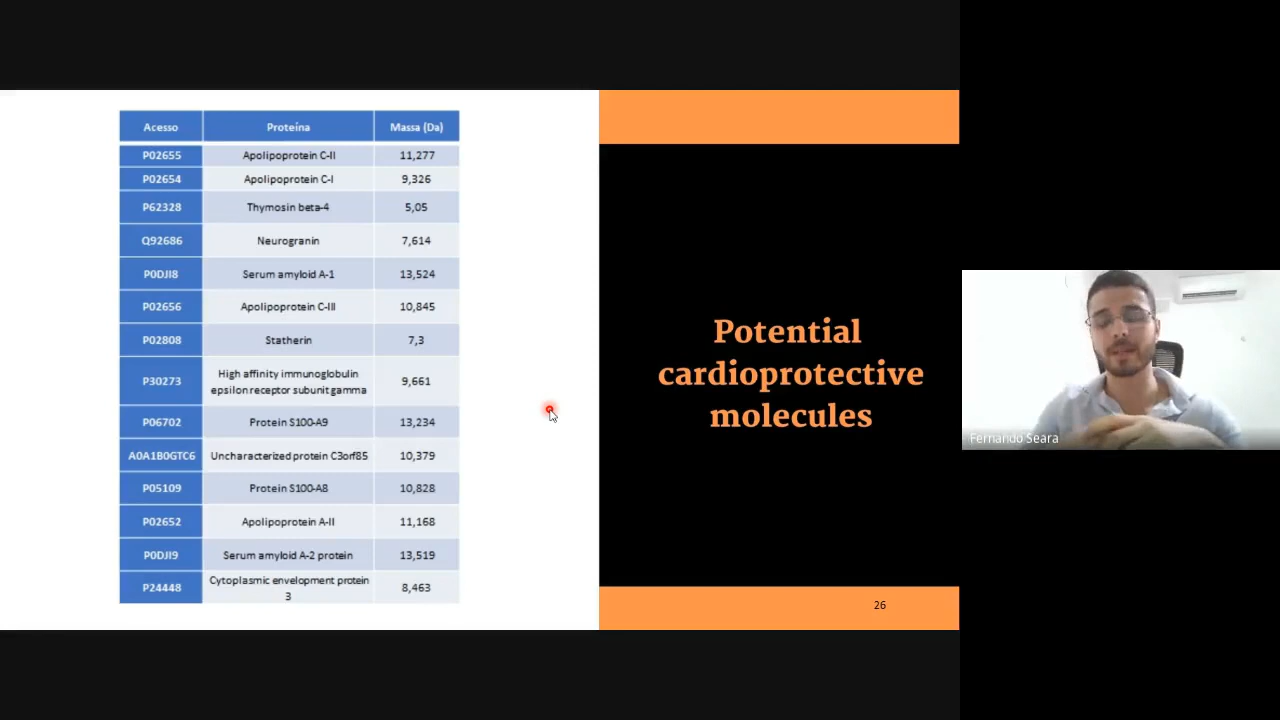 Acesso Proteína Massa (Da)
P02655 Apolipoprotein C-II 11,277
P02654 Apolipoprotein C-I 9,326
P62328 Thymosin beta-4 5,05
Q92686 Neurogranin 7,614
P0DJI8 Serum amyloid A-1 13,524
P02656 Apolipoprotein C-III 10,845
P02808 Statherin 7,3
P30273 High affinity immunoglobulin
epsilon receptor subunit gamma 9,661
P06702 Protein S100-A9 13,234
A0A1B0GTC6 Uncharacterized protein C3orf85 10,379
P05109 Protein S100-A8 10,828
P02652 Apolipoprotein A-II 11,168
P0DJI9 Serum amyloid A-2 protein 13,519
P24448 Cytoplasmic envelopment protein
3 8,463
Potential
cardioprotective
molecules
26
Fernando Seara